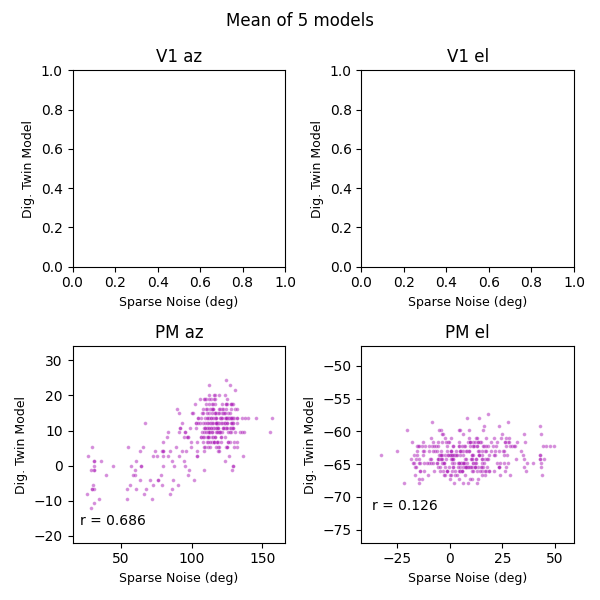 Mean of 5 models
V1 az
V1 el
1.0
0.8
0.6
0.4
0.2
0.0
Dig. Twin Model
0.0 0.2 0.4 0.6 0.8 1.0
Sparse Noise (deg)
1.0
0.8
0.6
0.4
0.2
0.0
Dig. Twin Model
0.0 0.2 0.4 0.6 0.8 1.0
Sparse Noise (deg)
PM az
PM el
30
20
10
0
−10
−20
Dig. Twin Model
r = 0.686
50 100 150
Sparse Noise (deg)
−50
−55
−60
−65
−70
−75
Dig. Twin Model
r = 0.126
−25 0 25 50
Sparse Noise (deg)